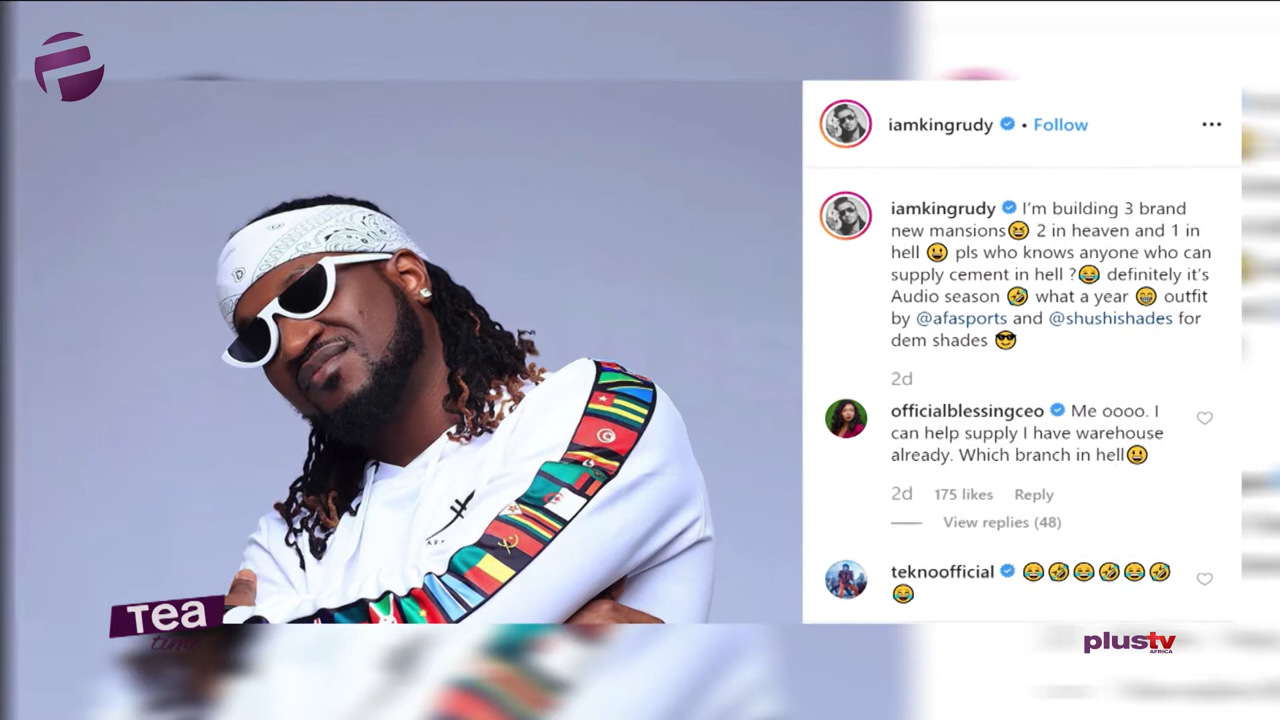 iamkingrudy • Follow
iamkingrudy I'm building 3 brand
new mansions😆 2 in heaven and 1 in
hell 😃 pls who knows anyone who can
supply cement in hell ?😂 definitely it's
Audio season 🤣 what a year 😁 outfit
by @afasports and @shushishades for
dem shades 😎
2d
officialblessingceo Me oooo. I
can help supply I have warehouse
already. Which branch in hell😃
2d 175 likes Reply
View replies (48)
teknoofficial 😂🤣😂🤣😂🤣
😂
Tea
time
plustv
AFRICA